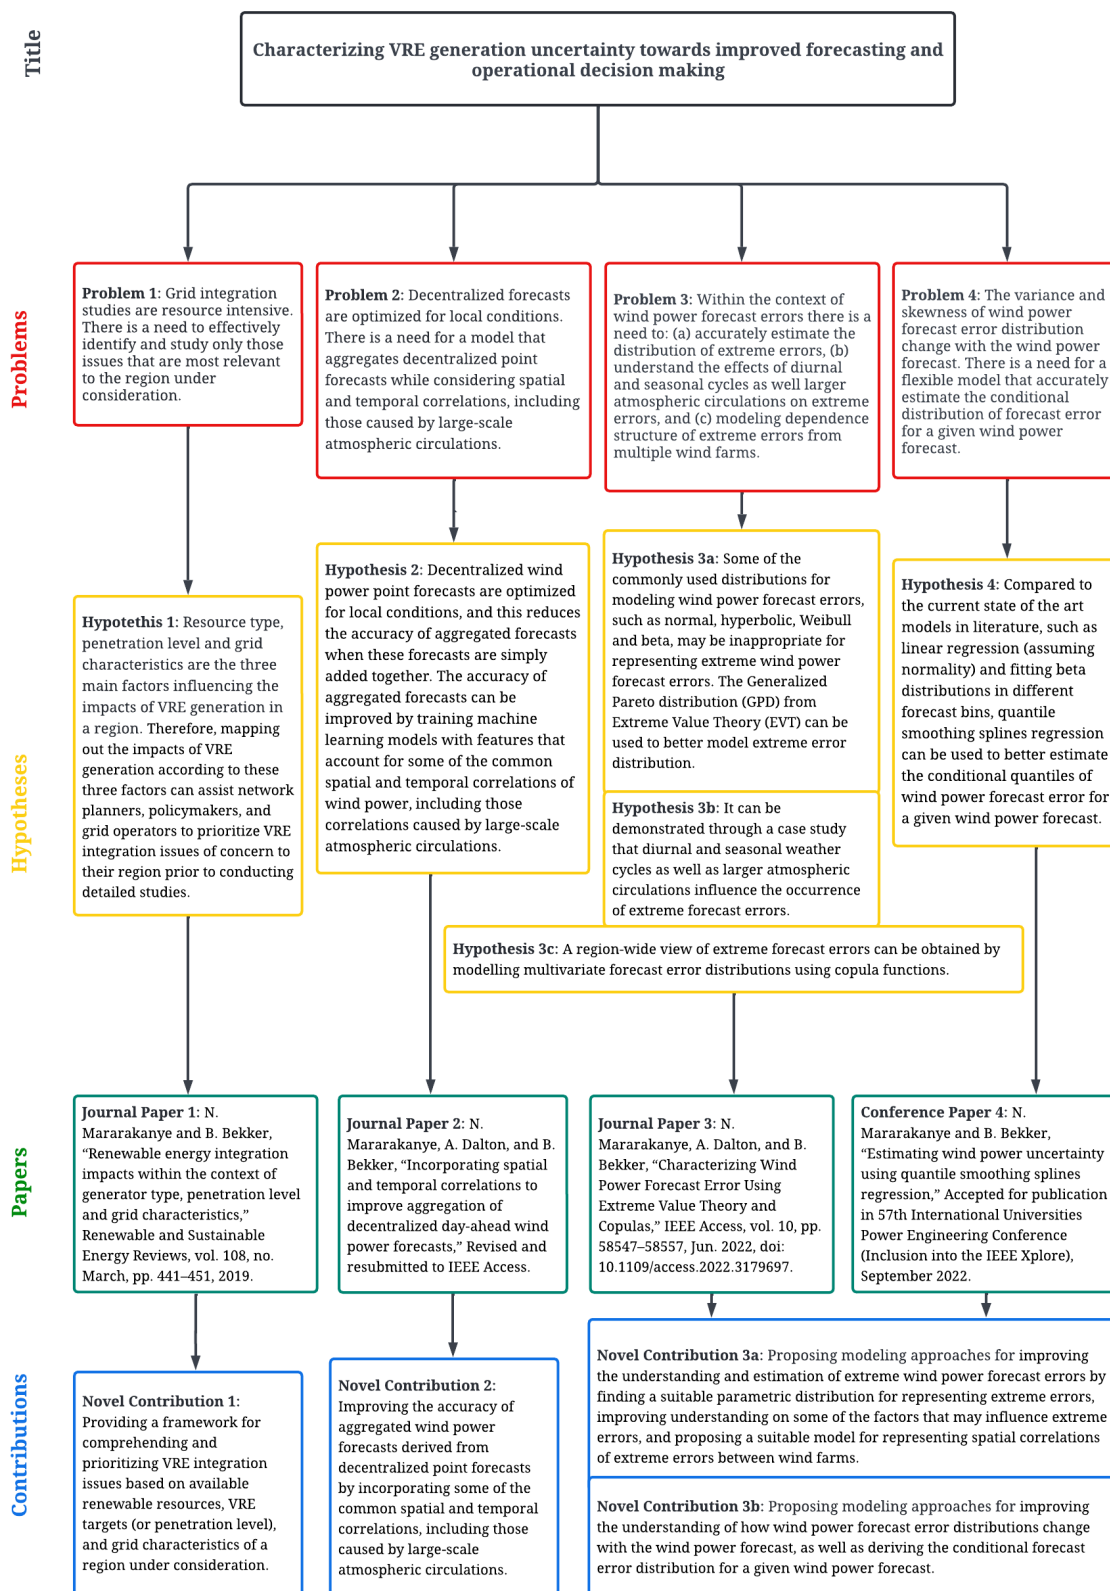 Title
Characterizing VRE generation uncertainty towards improved forecasting and
operational decision making
Problems
Problem 1: Grid integration
studies are resource intensive.
There is a need to effectively
identify and study only those
issues that are most relevant
to the region under
consideration.
Problem 2: Decentralized forecasts
are optimized for local conditions.
There is a need for a model that
aggregates decentralized point
forecasts while considering spatial
and temporal correlations, including
those caused by large-scale
atmospheric circulations.
Problem 3: Within the context of
wind power forecast errors there is a
need to: (a) accurately estimate the
distribution of extreme errors, (b)
understand the effects of diurnal
and seasonal cycles as well larger
atmospheric circulations on extreme
errors, and (c) modeling dependence
structure of extreme errors from
multiple wind farms.
Problem 4: The variance and
skewness of wind power
forecast error distribution
change with the wind power
forecast. There is a need for a
flexible model that accurately
estimate the conditional
distribution of forecast error
for a given wind power
forecast.
Hypotheses
Hypotethis 1: Resource type,
penetration level and grid
characteristics are the three
main factors influencing the
impacts of VRE generation in
a region. Therefore, mapping
out the impacts of VRE
generation according to these
three factors can assist network
planners, policymakers, and
grid operators to prioritize VRE
integration issues of concern to
their region prior to conducting
detailed studies.
Hypothesis 2: Decentralized wind
power point forecasts are optimized
for local conditions, and this reduces
the accuracy of aggregated forecasts
when these forecasts are simply
added together. The accuracy of
aggregated forecasts can be
improved by training machine
learning models with features that
account for some of the common
spatial and temporal correlations of
wind power, including those
correlations caused by large-scale
atmospheric circulations.
Hypothesis 3a: Some of the
commonly used distributions for
modeling wind power forecast errors,
such as normal, hyperbolic, Weibull
and beta, may be inappropriate for
representing extreme wind power
forecast errors. The Generalized
Pareto distribution (GPD) from
Extreme Value Theory (EVT) can be
used to better model extreme error
distribution.
Hypothesis 3b: It can be
demonstrated through a case study
that diurnal and seasonal weather
cycles as well as larger atmospheric
circulations influence the occurrence
of extreme forecast errors.
Hypothesis 3c: A region-wide view of extreme forecast errors can be obtained by
modelling multivariate forecast error distributions using copula functions.
Hypothesis 4: Compared to
the current state of the art
models in literature, such as
linear regression (assuming
normality) and fitting beta
distributions in different
forecast bins, quantile
smoothing splines regression
can be used to better estimate
the conditional quantiles of
wind power forecast error for
a given wind power forecast.
Papers
Journal Paper 1: N.
Mararakanye and B. Bekker,
“Renewable energy integration
impacts within the context of
generator type, penetration level
and grid characteristics,”
Renewable and Sustainable
Energy Reviews, vol. 108, no.
March, pp. 441–451, 2019.
Journal Paper 2: N.
Mararakanye, A. Dalton, and B.
Bekker, “Incorporating spatial
and temporal correlations to
improve aggregation of
decentralized day-ahead wind
power forecasts,” Revised and
resubmitted to IEEE Access.
Journal Paper 3: N.
Mararakanye, A. Dalton, and B.
Bekker, “Characterizing Wind
Power Forecast Error Using
Extreme Value Theory and
Copulas,” IEEE Access, vol. 10, pp.
58547–58557, Jun. 2022, doi:
10.1109/access.2022.3179697.
Conference Paper 4: N.
Mararakanye and B. Bekker,
“Estimating wind power uncertainty
using quantile smoothing splines
regression,” Accepted for publication
in 57th International Universities
Power Engineering Conference
(Inclusion into the IEEE Xplore),
September 2022.
Contributions
Novel Contribution 1:
Providing a framework for
comprehending and
prioritizing VRE integration
issues based on available
renewable resources, VRE
targets (or penetration level),
and grid characteristics of a
region under consideration.
Novel Contribution 2:
Improving the accuracy of
aggregated wind power
forecasts derived from
decentralized point forecasts
by incorporating some of the
common spatial and temporal
correlations, including those
caused by large-scale
atmospheric circulations.
Novel Contribution 3a: Proposing modeling approaches for improving
the understanding and estimation of extreme wind power forecast errors by
finding a suitable parametric distribution for representing extreme errors,
improving understanding on some of the factors that may influence extreme
errors, and proposing a suitable model for representing spatial correlations
of extreme errors between wind farms.
Novel Contribution 3b: Proposing modeling approaches for improving
the understanding of how wind power forecast error distributions change
with the wind power forecast, as well as deriving the conditional forecast
error distribution for a given wind power forecast.